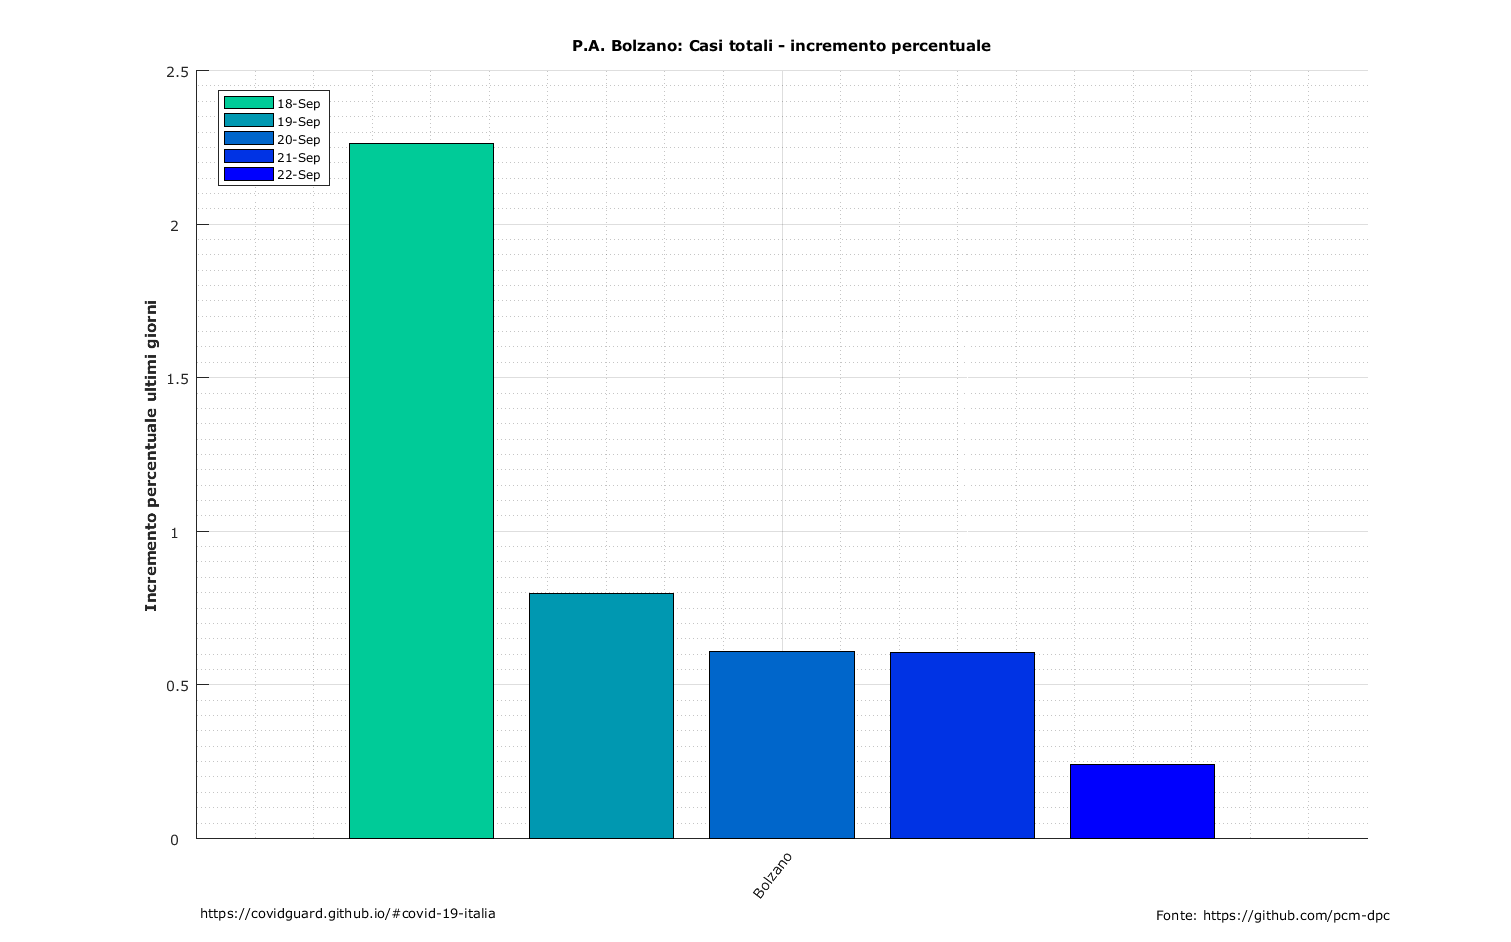 P.A. Bolzano: Casi totali - incremento percentuale
2.5
18-Sep
19-Sep
20-Sep
21-Sep
22-Sep
2
1.5
1
0.5
0
Incremento percentuale ultimi giorni
Bolzano
https://covidguard.github.io/#covid-19-italia
Fonte: https://github.com/pcm-dpc